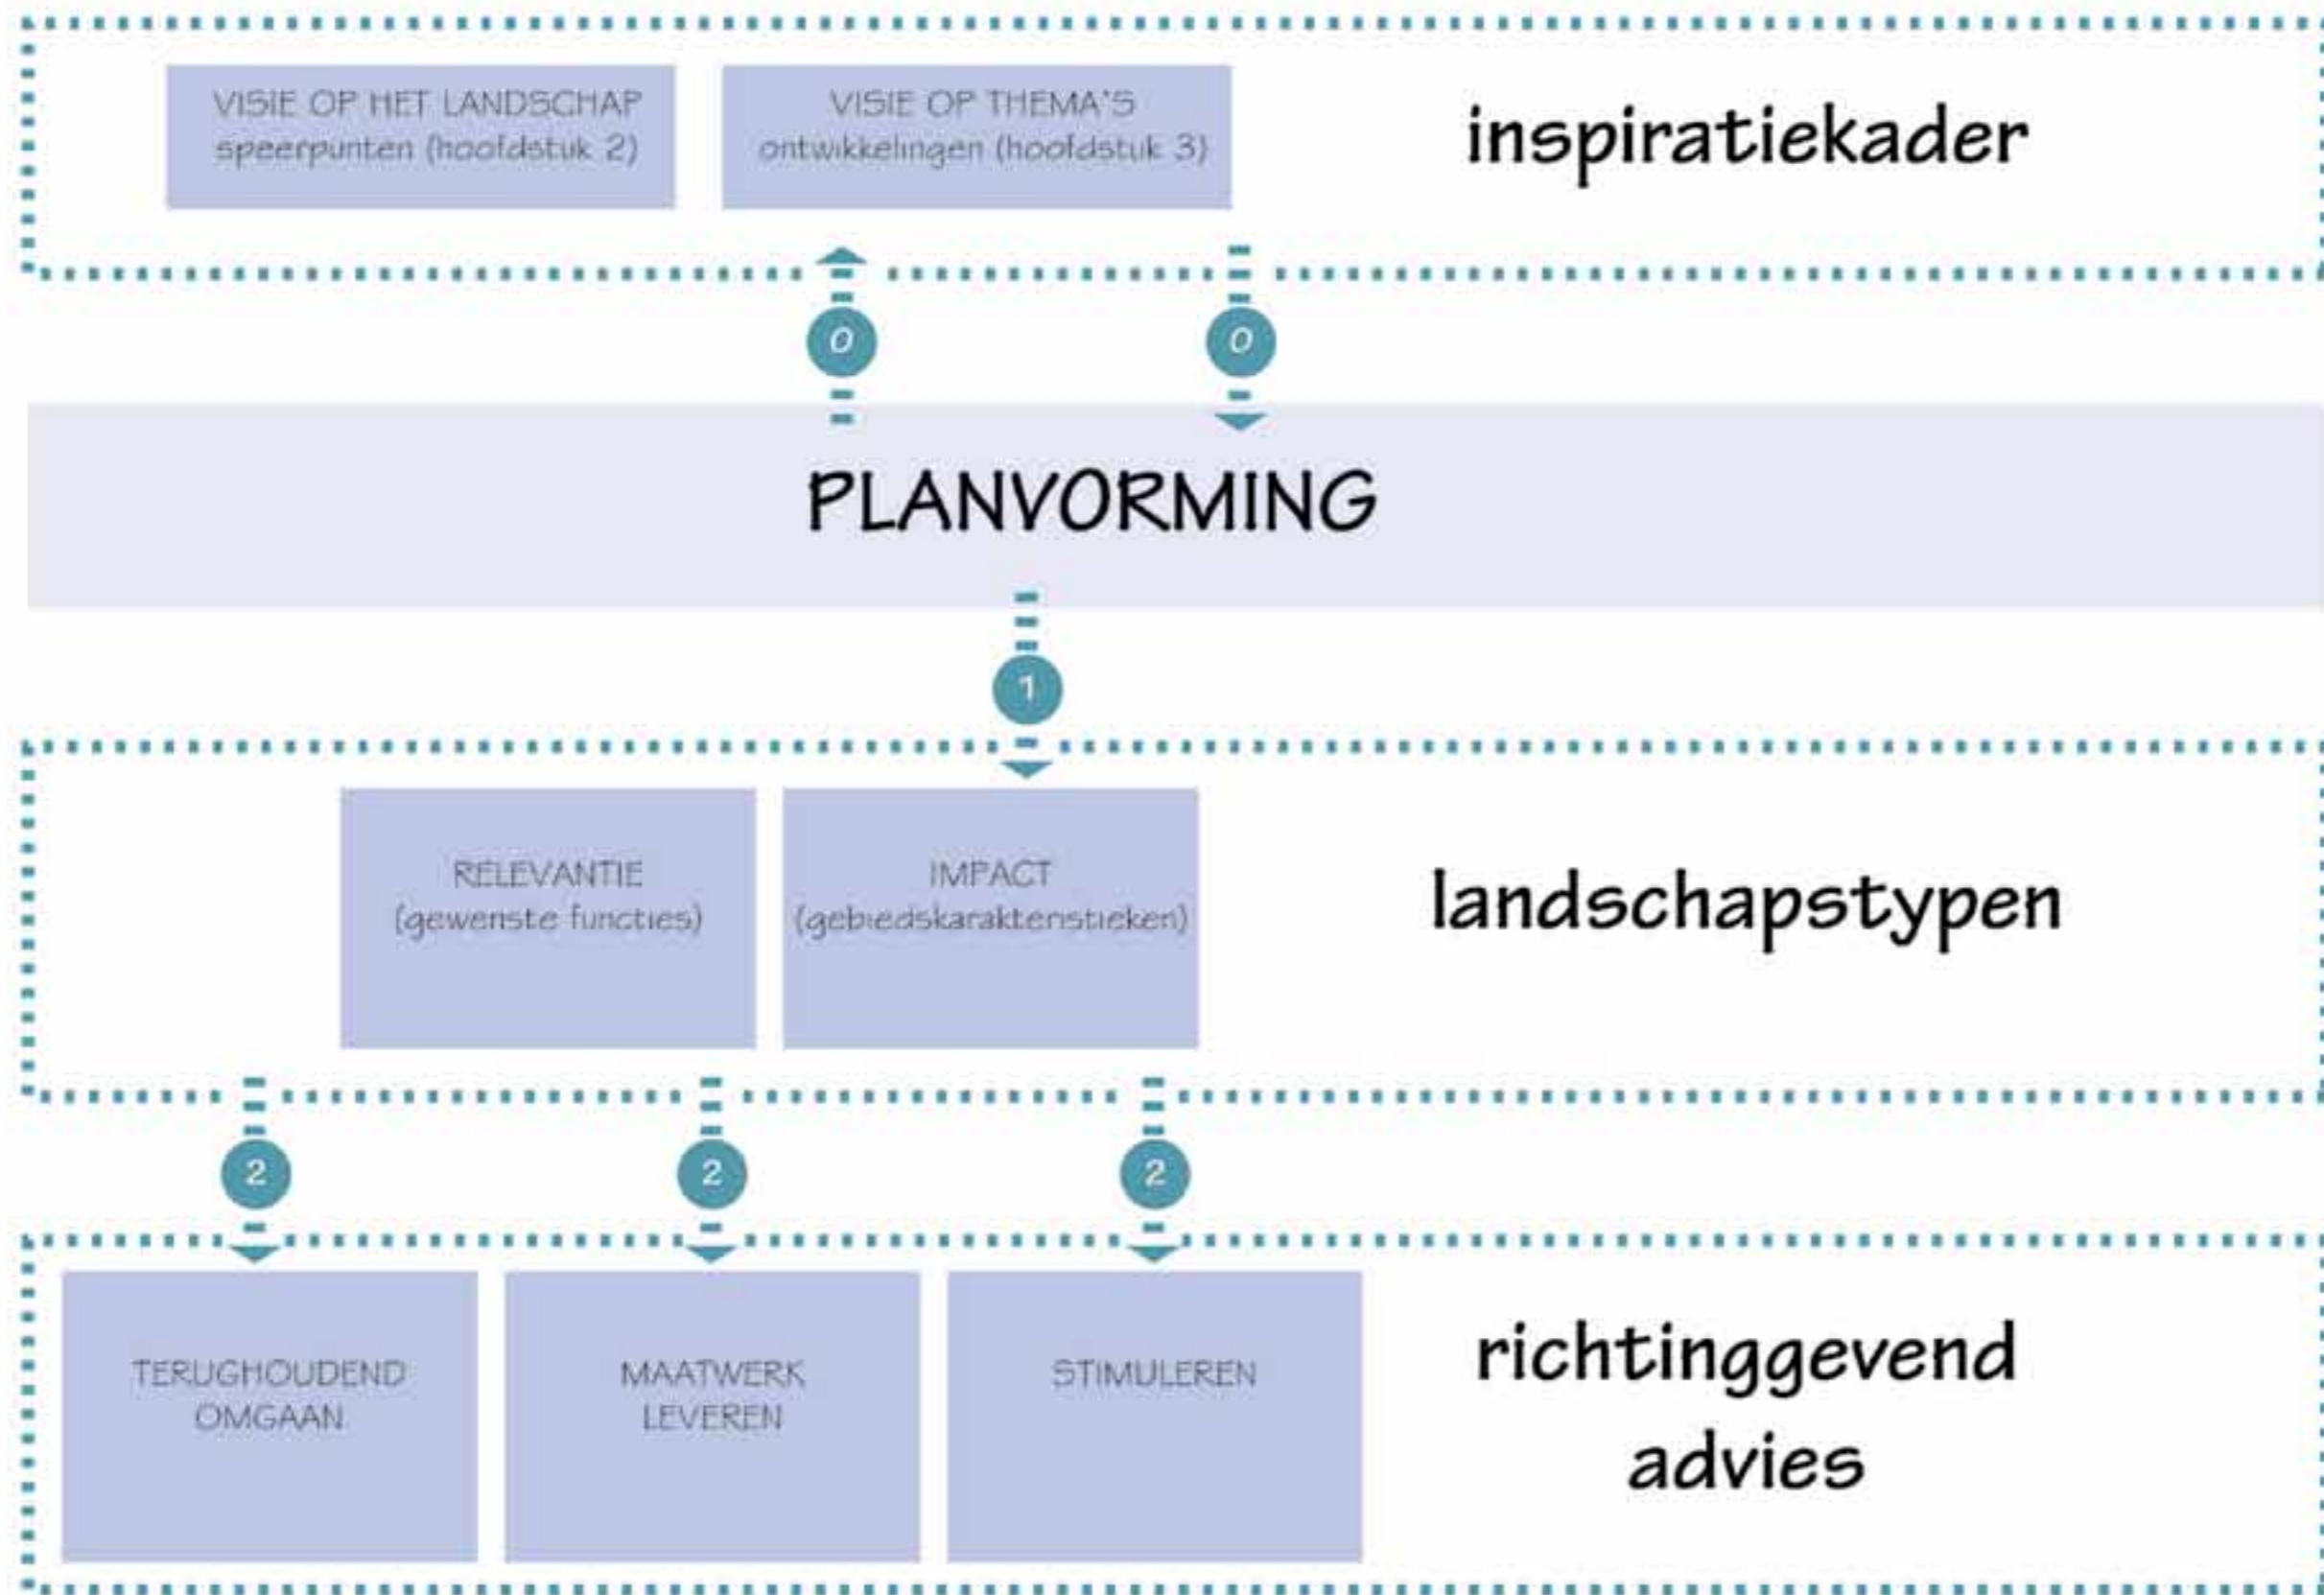 VISIE OP HET LANDSCHAP
speerpunten (hoofdstuk 2)
VISIE OP THEMA'S
ontwikkelingen (hoofdstuk 3)
inspiratiekader
0
0
PLANVORMING
1
RELEVANTIE
(gewenste functies)
IMPACT
(gebiedskarakteristieken)
landschapstypen
2
2
2
TERUGHOUDEND
OMGAAN
MAATWERK
LEVEREN
STIMULEREN
richtinggevend
advies